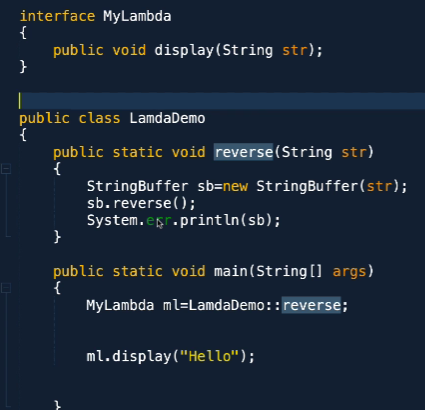 interface MyLambda
{
    public void display(String str);
}
public class LamdaDemo
{
    public static void reverse(String str)
    {
        StringBuffer sb=new StringBuffer(str);
        sb.reverse();
        System.err.println(sb);
    }
    public static void main(String[] args)
    {
        MyLambda ml=LamdaDemo::reverse;
        ml.display("Hello");
    }